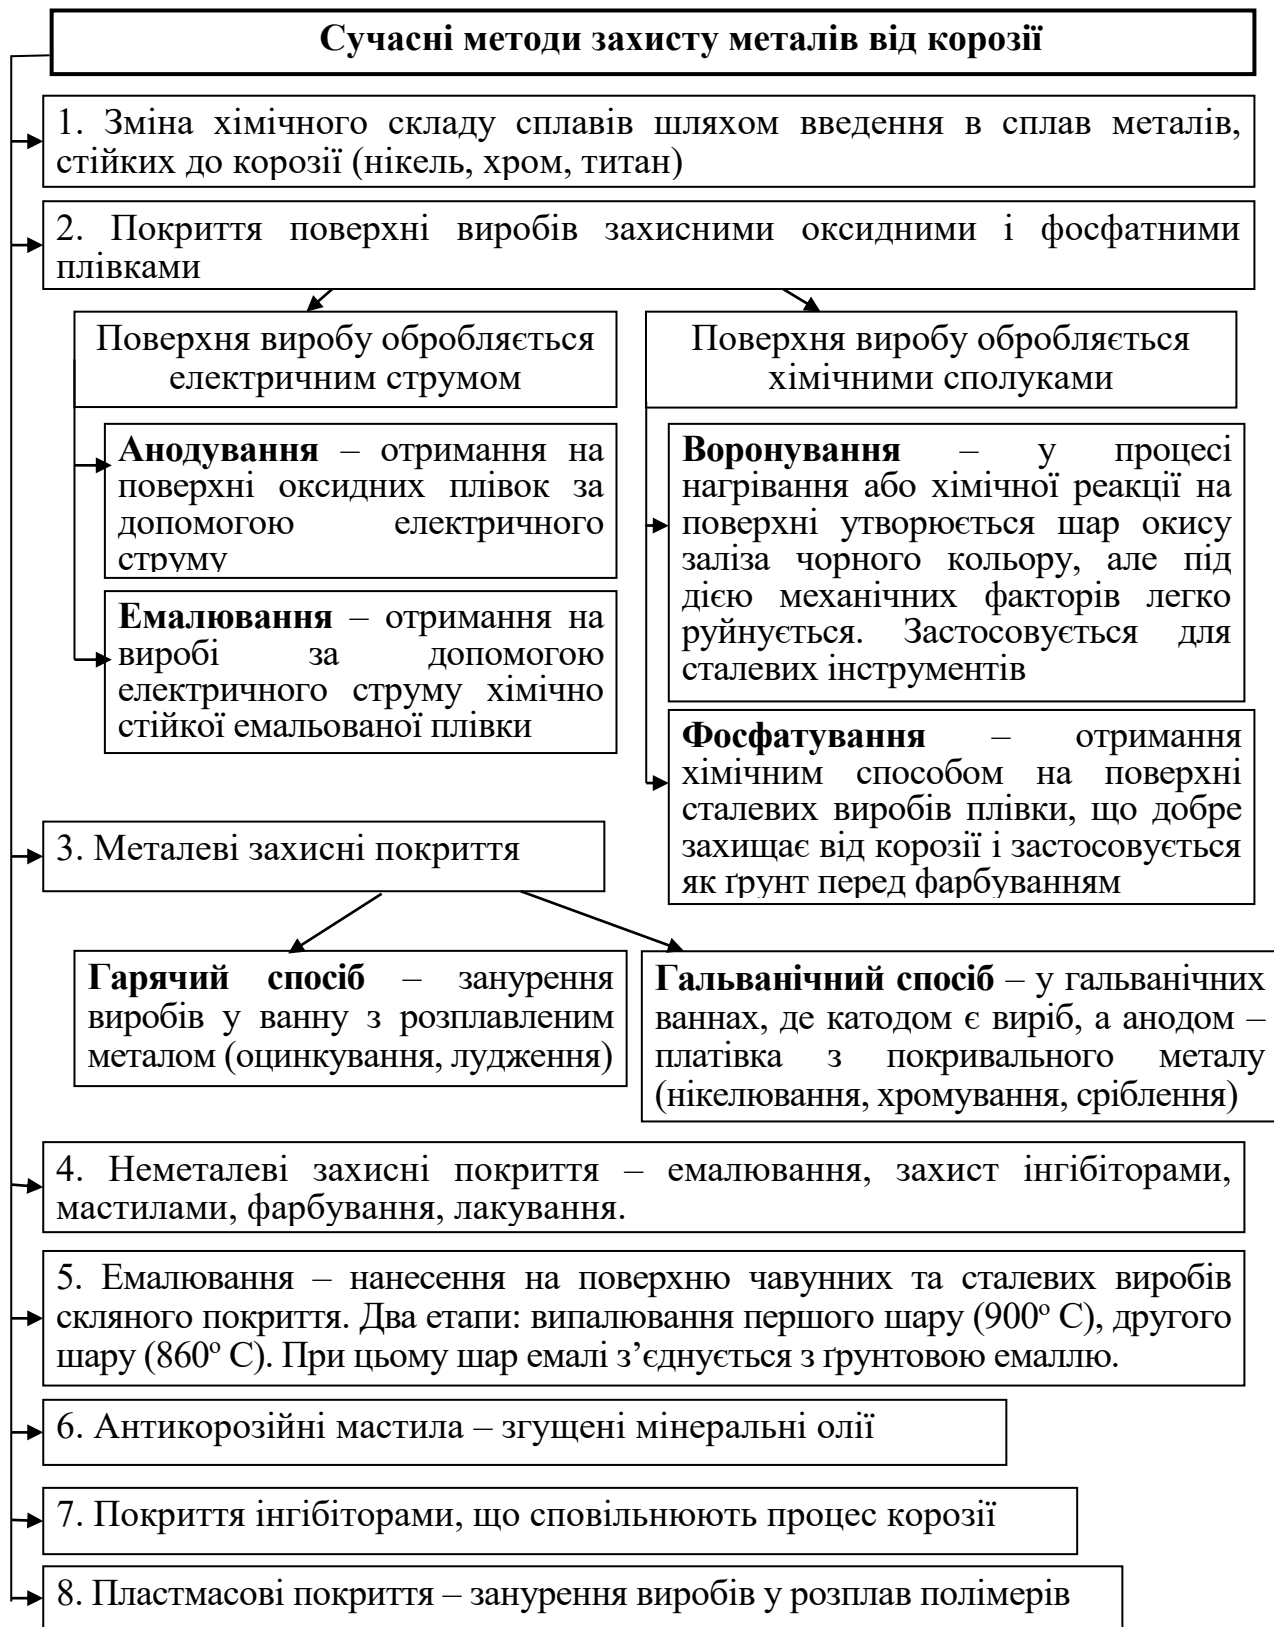 Сучасні методи захисту металів від корозії
1. Зміна хімічного складу сплавів шляхом введення в сплав металів,
стійких до корозії (нікель, хром, титан)
2. Покриття поверхні виробів захисними оксидними і фосфатними
плівками
Поверхня виробу обробляється
електричним струмом
Анодування – отримання на
поверхні оксидних плівок за
допомогою електричного
струму
Емалювання – отримання на
виробі за допомогою
електричного струму хімічно
стійкої емальованої плівки
Поверхня виробу обробляється
хімічними сполуками
Воронування – у процесі
нагрівання або хімічної реакції на
поверхні утворюється шар окису
заліза чорного кольору, але під
дією механічних факторів легко
руйнується. Застосовується для
сталевих інструментів
Фосфатування – отримання
хімічним способом на поверхні
сталевих виробів плівки, що добре
захищає від корозії і застосовується
як ґрунт перед фарбуванням
3. Металеві захисні покриття
Гарячий спосіб – занурення
виробів у ванну з розплавленим
металом (оцинкування, лудження)
Гальванічний спосіб – у гальванічних
ваннах, де катодом є виріб, а анодом –
платівка з покривального металу
(нікелювання, хромування, сріблення)
4. Неметалеві захисні покриття – емалювання, захист інгібіторами,
мастилами, фарбування, лакування.
5. Емалювання – нанесення на поверхню чавунних та сталевих виробів
скляного покриття. Два етапи: випалювання першого шару (900º С), другого
шару (860º С). При цьому шар емалі з’єднується з ґрунтовою емаллю.
6. Антикорозійні мастила – згущені мінеральні олії
7. Покриття інгібіторами, що сповільнюють процес корозії
8. Пластмасові покриття – занурення виробів у розплав полімерів